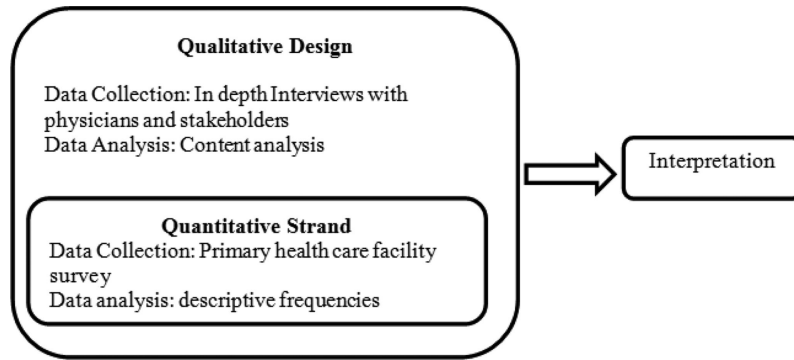 Qualitative Design
Data Collection: In depth Interviews with
physicians and stakeholders
Data Analysis: Content analysis
Quantitative Strand
Data Collection: Primary health care facility
survey
Data analysis: descriptive frequencies
Interpretation